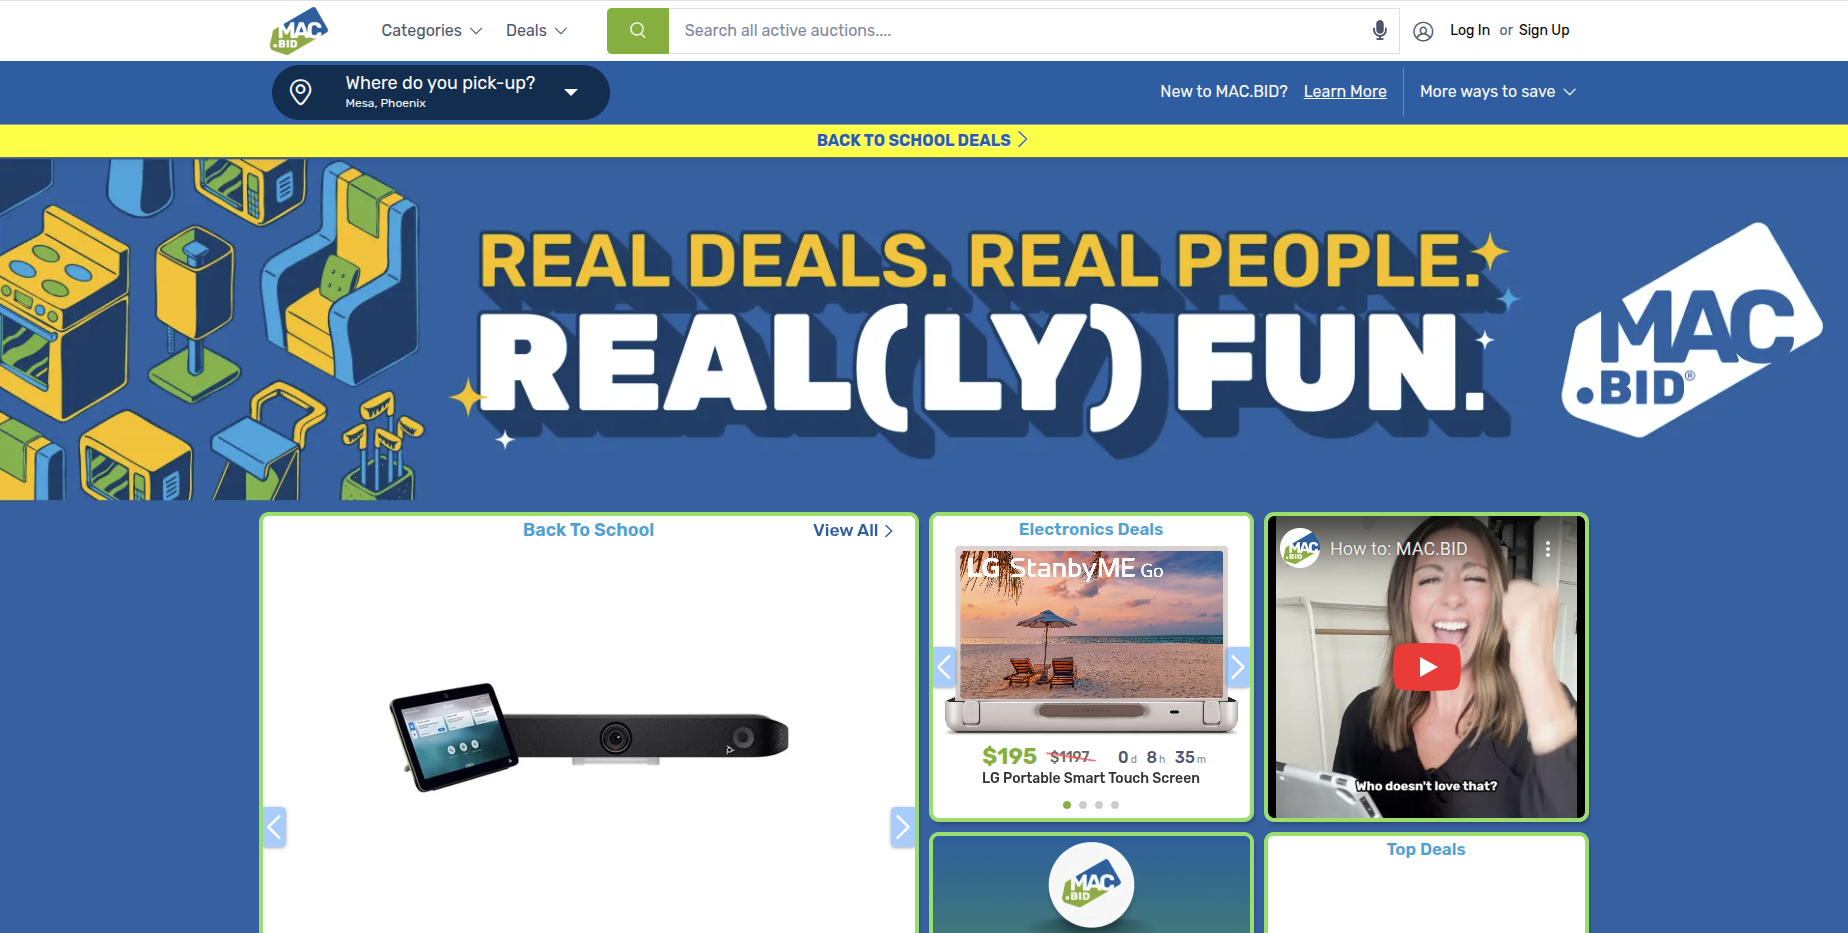 MAC
.BID
Categories
Deals
Search all active auctions....
Log In or Sign Up
Where do you pick-up?
Mesa, Phoenix
New to MAC.BID? Learn More
More ways to save
BACK TO SCHOOL DEALS
REAL DEALS. REAL PEOPLE.
REAL(LY) FUN.
MAC
.BID®
Back To School
View All
Electronics Deals
LG StanbyME Go
$195 $1197 0d 8h 35m
LG Portable Smart Touch Screen
MAC
.BID
How to: MAC.BID
Who doesn't love that?
MAC
.BID
Top Deals